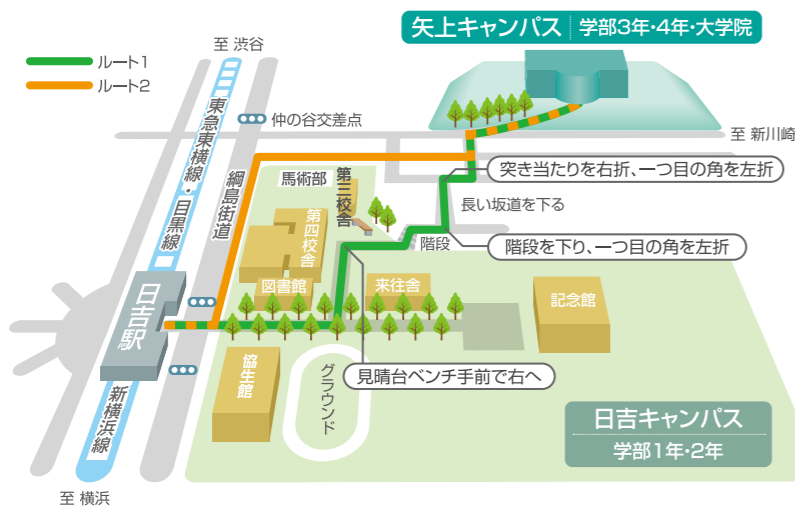 矢上キャンパス 学部3年・4年・大学院
至 渋谷
ルート1
ルート2
東急東横線・目黒線
仲の谷交差点
至 新川崎
綱島街道
馬術部
第三校舎
突き当たりを右折、一つ目の角を左折
長い坂道を下る
第四校舎
階段
階段を下り、一つ目の角を左折
図書館
来往舎
記念館
日吉駅
協生館
グラウンド
見晴台ベンチ手前で右へ
新横浜線
日吉キャンパス
学部1年・2年
至 横浜